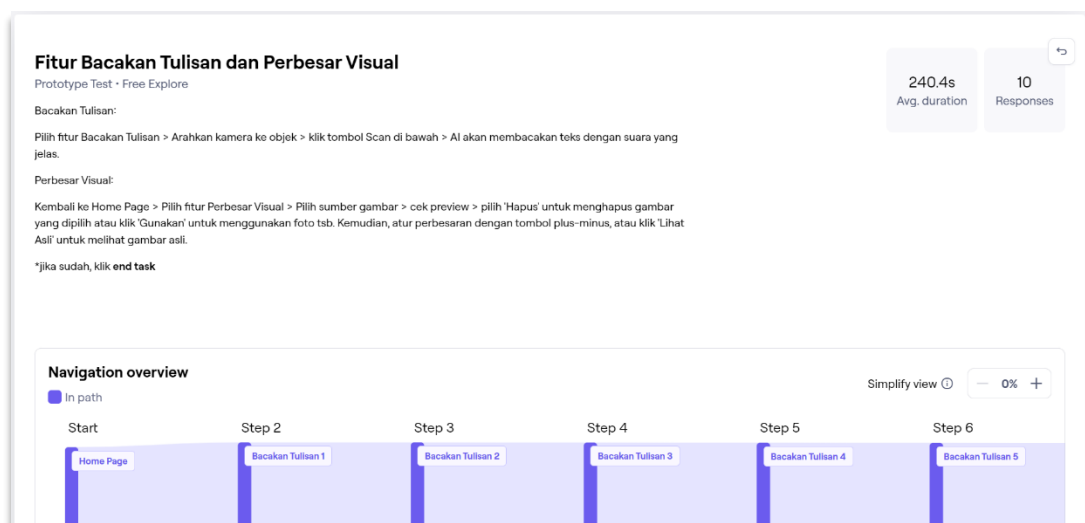 Fitur Bacakan Tulisan dan Perbesar Visual
Prototype Test • Free Explore
240.4s
Avg. duration
10
Responses
Bacakan Tulisan:
Pilih fitur Bacakan Tulisan > Arahkan kamera ke objek > klik tombol Scan di bawah > AI akan membacakan teks dengan suara yang
jelas.
Perbesar Visual:
Kembali ke Home Page > Pilih fitur Perbesar Visual > Pilih sumber gambar > cek preview > pilih 'Hapus' untuk menghapus gambar
yang dipilih atau klik 'Gunakan' untuk menggunakan foto tsb. Kemudian, atur perbesaran dengan tombol plus-minus, atau klik 'Lihat
Asli' untuk melihat gambar asli.
*jika sudah, klik end task
Navigation overview
In path
Simplify view
0%
Start
Step 2
Step 3
Step 4
Step 5
Step 6
Home Page
Bacakan Tulisan 1
Bacakan Tulisan 2
Bacakan Tulisan 3
Bacakan Tulisan 4
Bacakan Tulisan 5